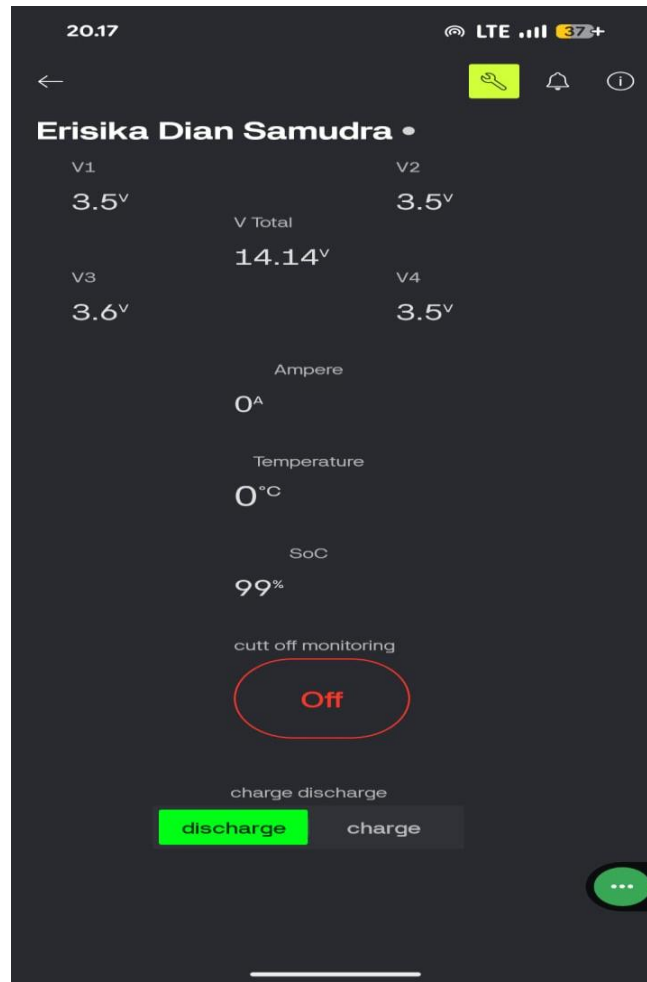 20.17 LTE 37+
Erisika Dian Samudra
V1 V2
3.5V 3.5V
V Total
14.14V
V3 V4
3.6V 3.5V
Ampere
0A
Temperature
0°C
SoC
99%
cutt off monitoring
Off
charge discharge
discharge charge